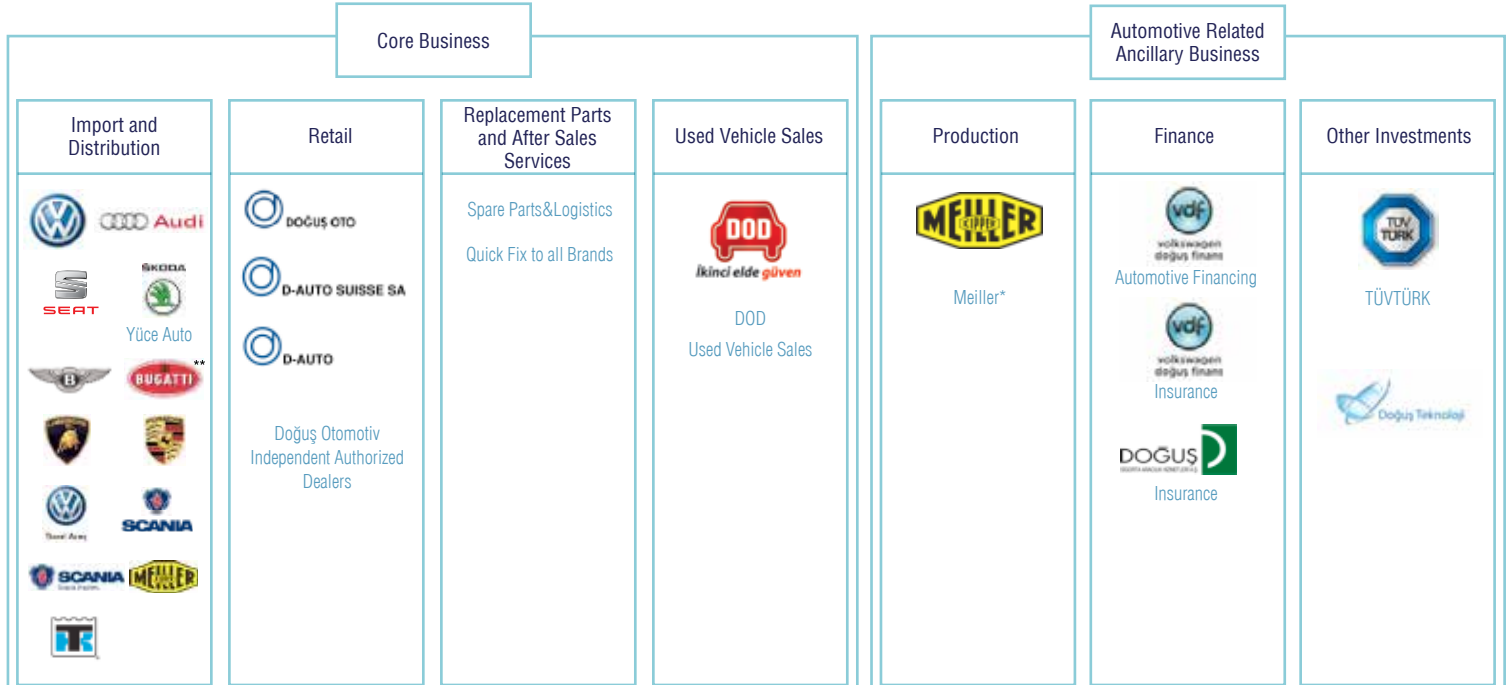 Core Business
Automotive Related
Ancillary Business
Import and
Distribution
Audi
SEAT
ŠKODA
Yüce Auto
B
BUGATTI
**
SCANIA
SCANIA
MEILLER
Retail
DOĞUŞ OTO
D-AUTO SUISSE SA
D-AUTO
Doğuş Otomotiv
Independent Authorized
Dealers
Replacement Parts
and After Sales
Services
Spare Parts&Logistics
Quick Fix to all Brands
Used Vehicle Sales
DOD
İkinci elde güven
DOD
Used Vehicle Sales
Production
MEILLER
KIPPER
Meiller*
Finance
vdf
volkswagen
doğuş finans
Automotive Financing
vdf
volkswagen
doğuş finans
Insurance
DOĞUŞ
Insurance
Other Investments
TÜV
TÜRK
TÜVTÜRK
Doğuş Teknoloji